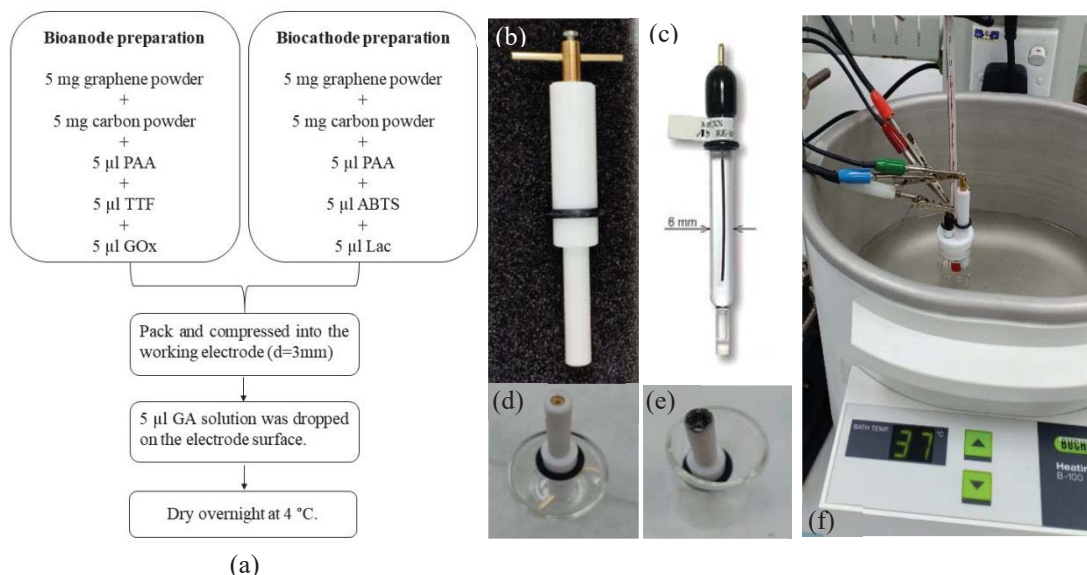 Bioanode preparation
5 mg graphene powder
+
5 mg carbon powder
+
5 µl PAA
+
5 µl TTF
+
5 µl GOx
Biocathode preparation
5 mg graphene powder
+
5 mg carbon powder
+
5 µl PAA
+
5 µl ABTS
+
5 µl Lac
Pack and compressed into the
working electrode (d=3mm)
5 µl GA solution was dropped
on the electrode surface.
Dry overnight at 4 °C.
(a)
(b)
(c)
6 mm
(d)
(e)
BATH TEMP.
37
°C
Heatin
B-100
(f)